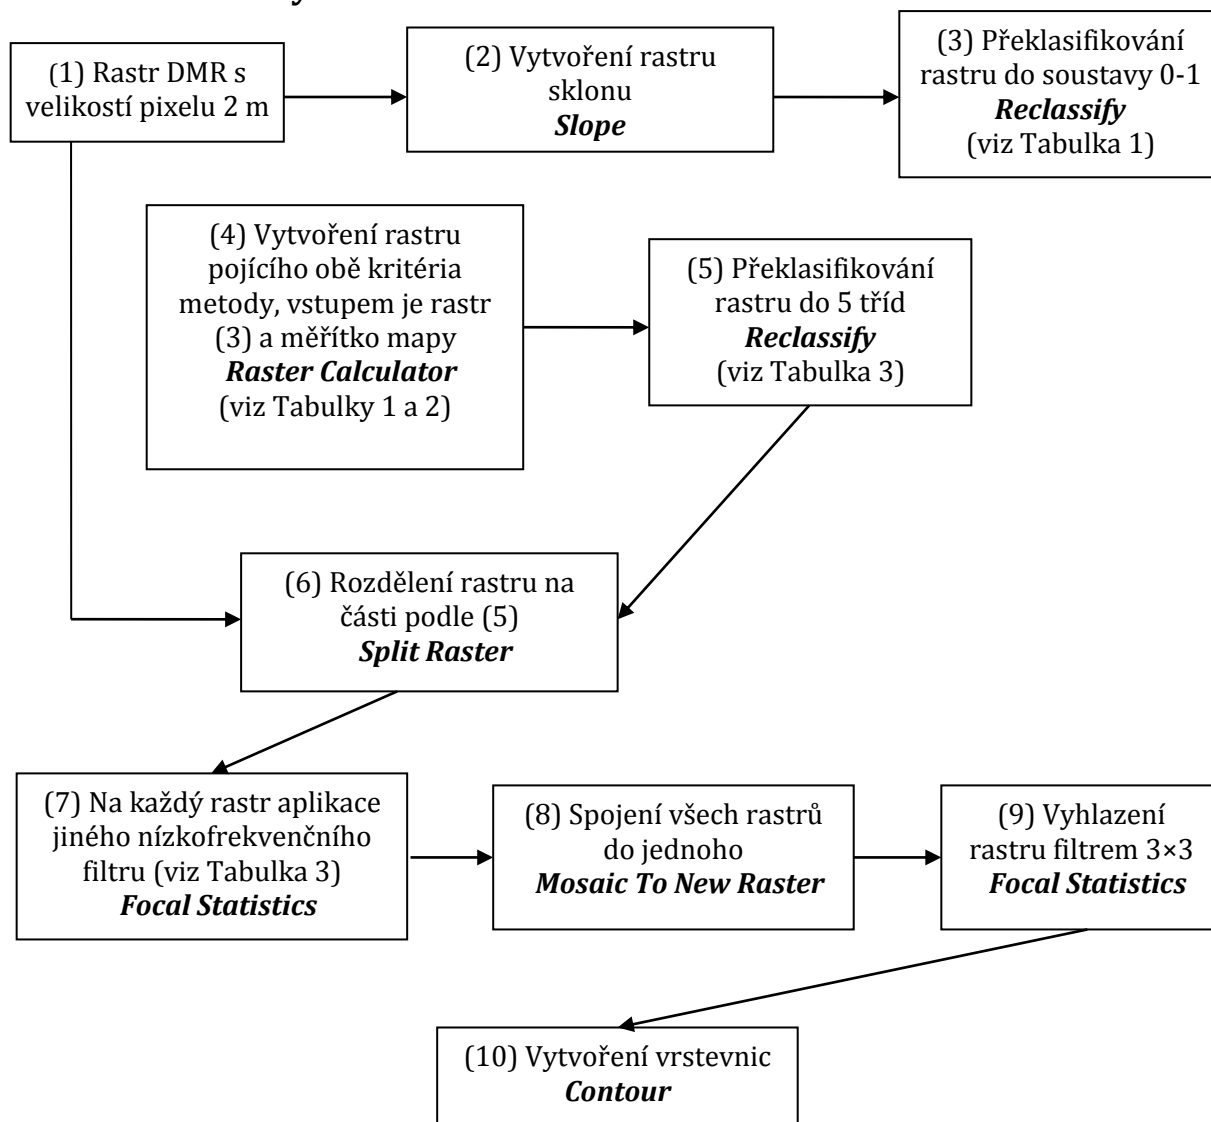 (1) Rastr DMR s
velikostí pixelu 2 m
(2) Vytvoření rastru
sklonu
Slope
(3) Překlasifikování
rastru do soustavy 0-1
Reclassify
(viz Tabulka 1)
(4) Vytvoření rastru
pojícího obě kritéria
metody, vstupem je rastr
(3) a měřítko mapy
Raster Calculator
(viz Tabulky 1 a 2)
(5) Překlasifikování
rastru do 5 tříd
Reclassify
(viz Tabulka 3)
(6) Rozdělení rastru na
části podle (5)
Split Raster
(7) Na každý rastr aplikace
jiného nízkofrekvenčního
filtru (viz Tabulka 3)
Focal Statistics
(8) Spojení všech rastrů
do jednoho
Mosaic To New Raster
(9) Vyhlazení
rastru filtrem 3×3
Focal Statistics
(10) Vytvoření vrstevnic
Contour